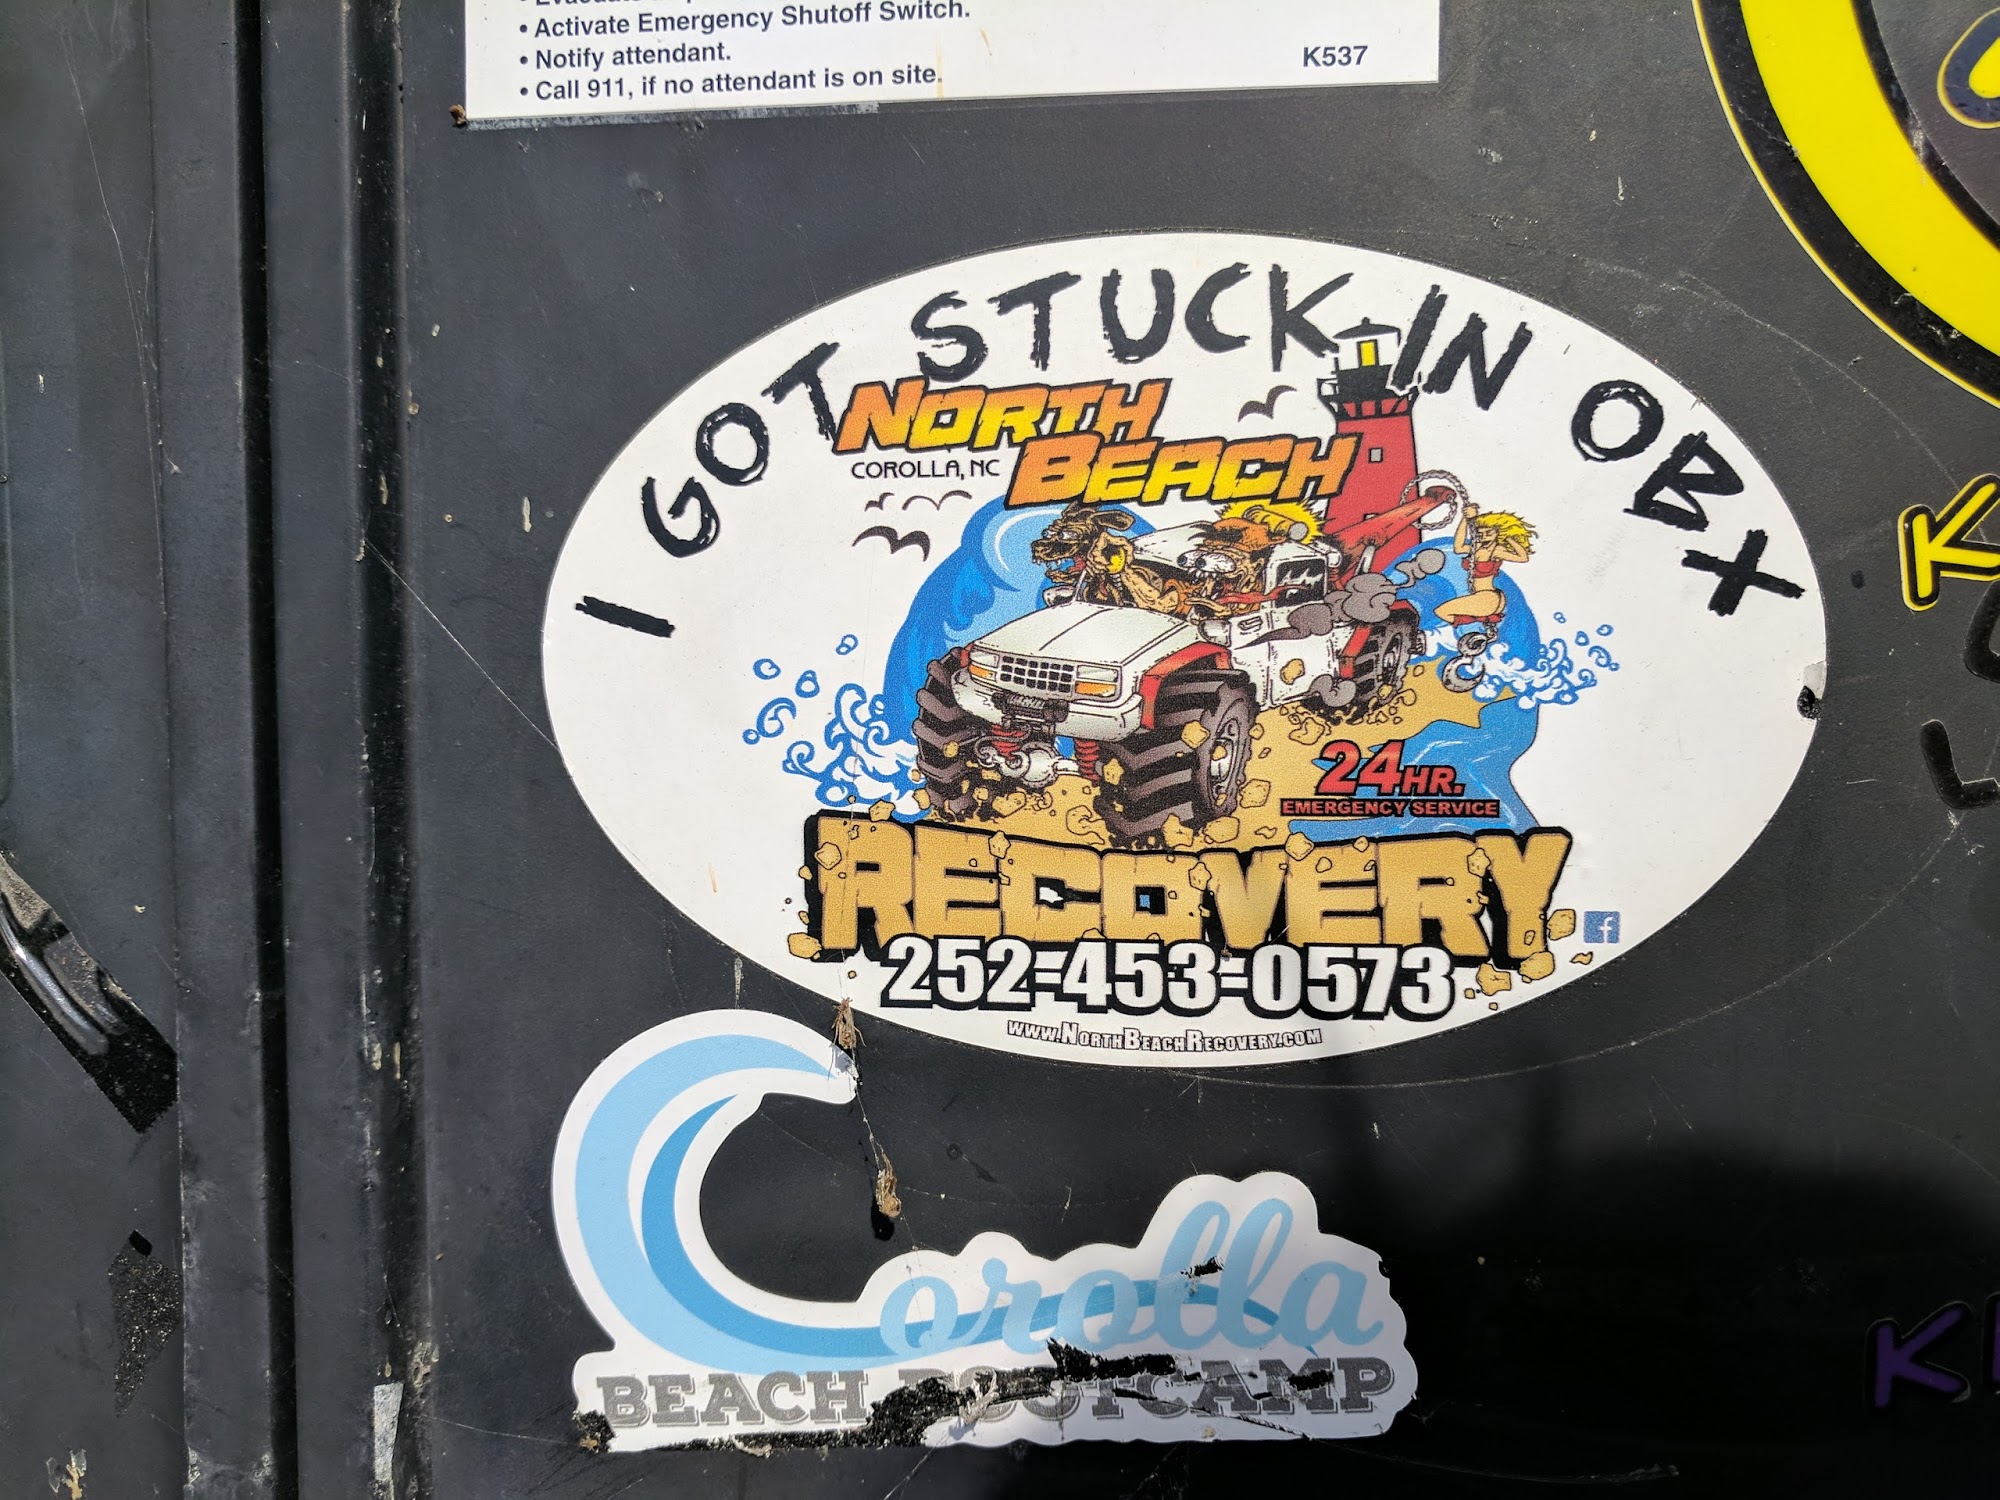 • Activate Emergency Shutoff Switch.
• Notify attendant.
• Call 911, if no attendant is on site.
K537
I GOT STUCK IN OBX
NORTH
COROLLA, NC
BEACH
24HR.
EMERGENCY SERVICE
RECOVERY
252-453-0573
WWW.NORTHBEACHRECOVERY.COM
Corolla
BEACH BOOTCAMP